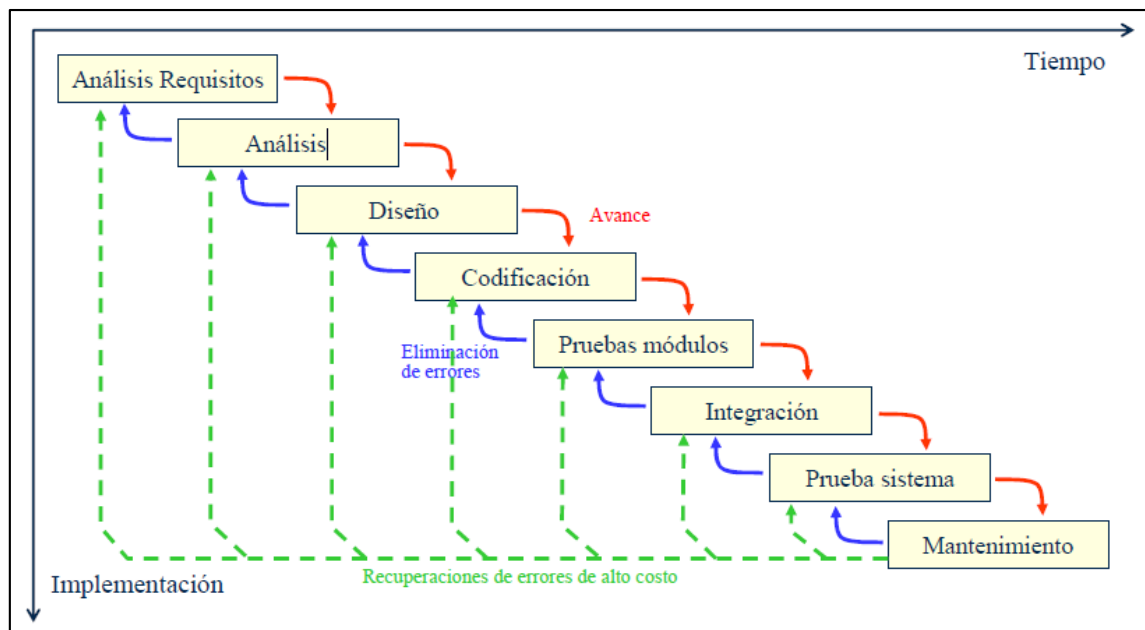 Tiempo
Análisis Requisitos
Análisis
Diseño
Avance
Codificación
Eliminación
de errores
Pruebas módulos
Integración
Prueba sistema
Mantenimiento
Recuperaciones de errores de alto costo
Implementación